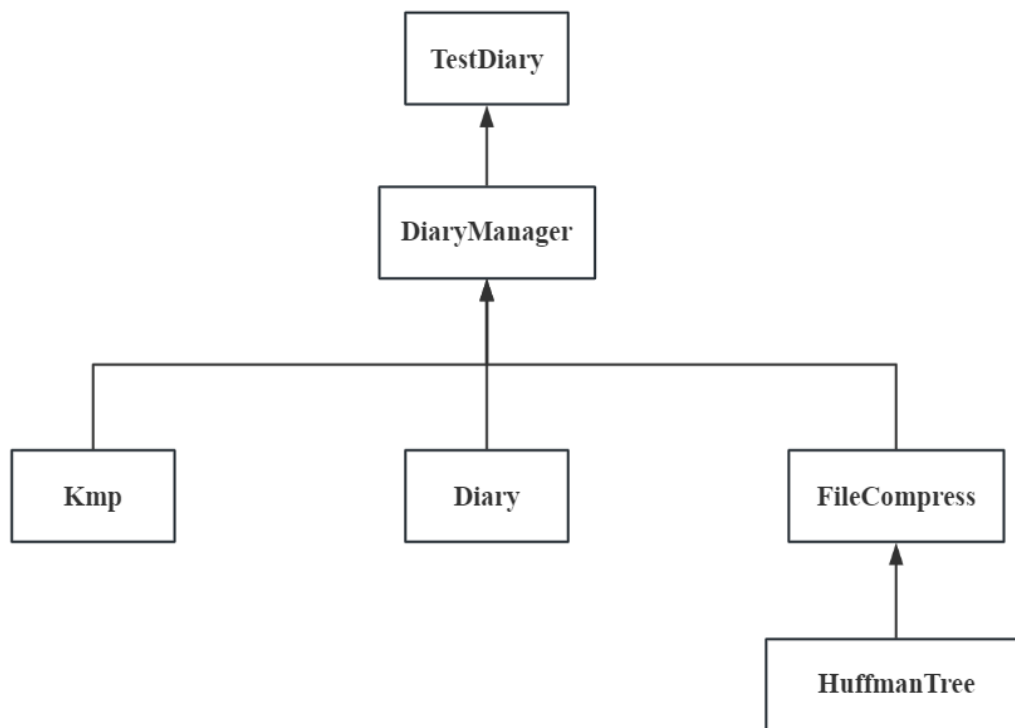 TestDiary
DiaryManager
Kmp
Diary
FileCompress
HuffmanTree